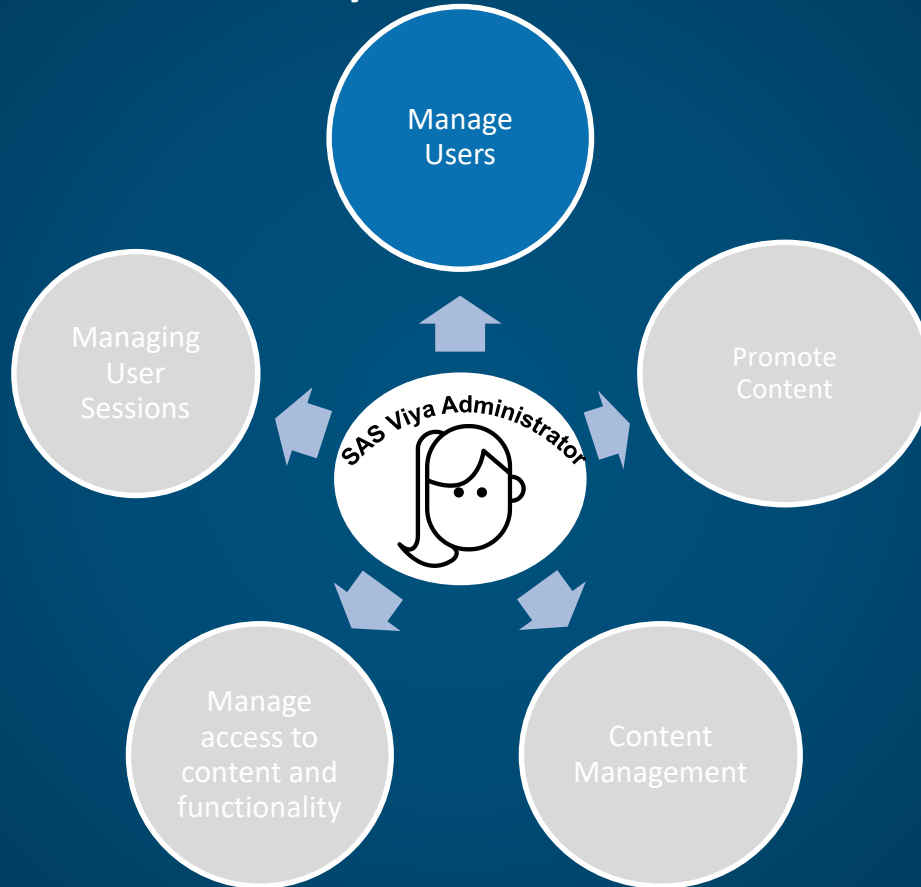 Manage
Users
Managing
User
Sessions
Promote
Content
SAS Viya Administrator
Manage
access to
content and
functionality
Content
Management